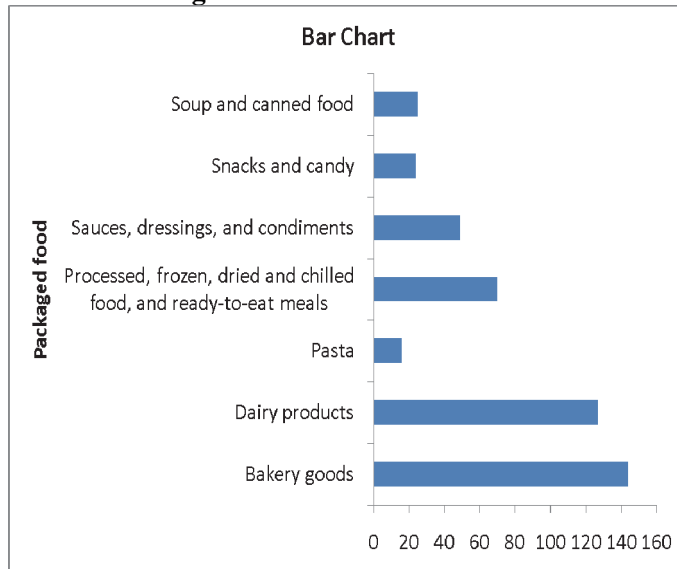 Bar Chart
Soup and canned food
Snacks and candy
Sauces, dressings, and condiments
Processed, frozen, dried and chilled
food, and ready-to-eat meals
Pasta
Dairy products
Bakery goods
Packaged food
0 20 40 60 80 100 120 140 160